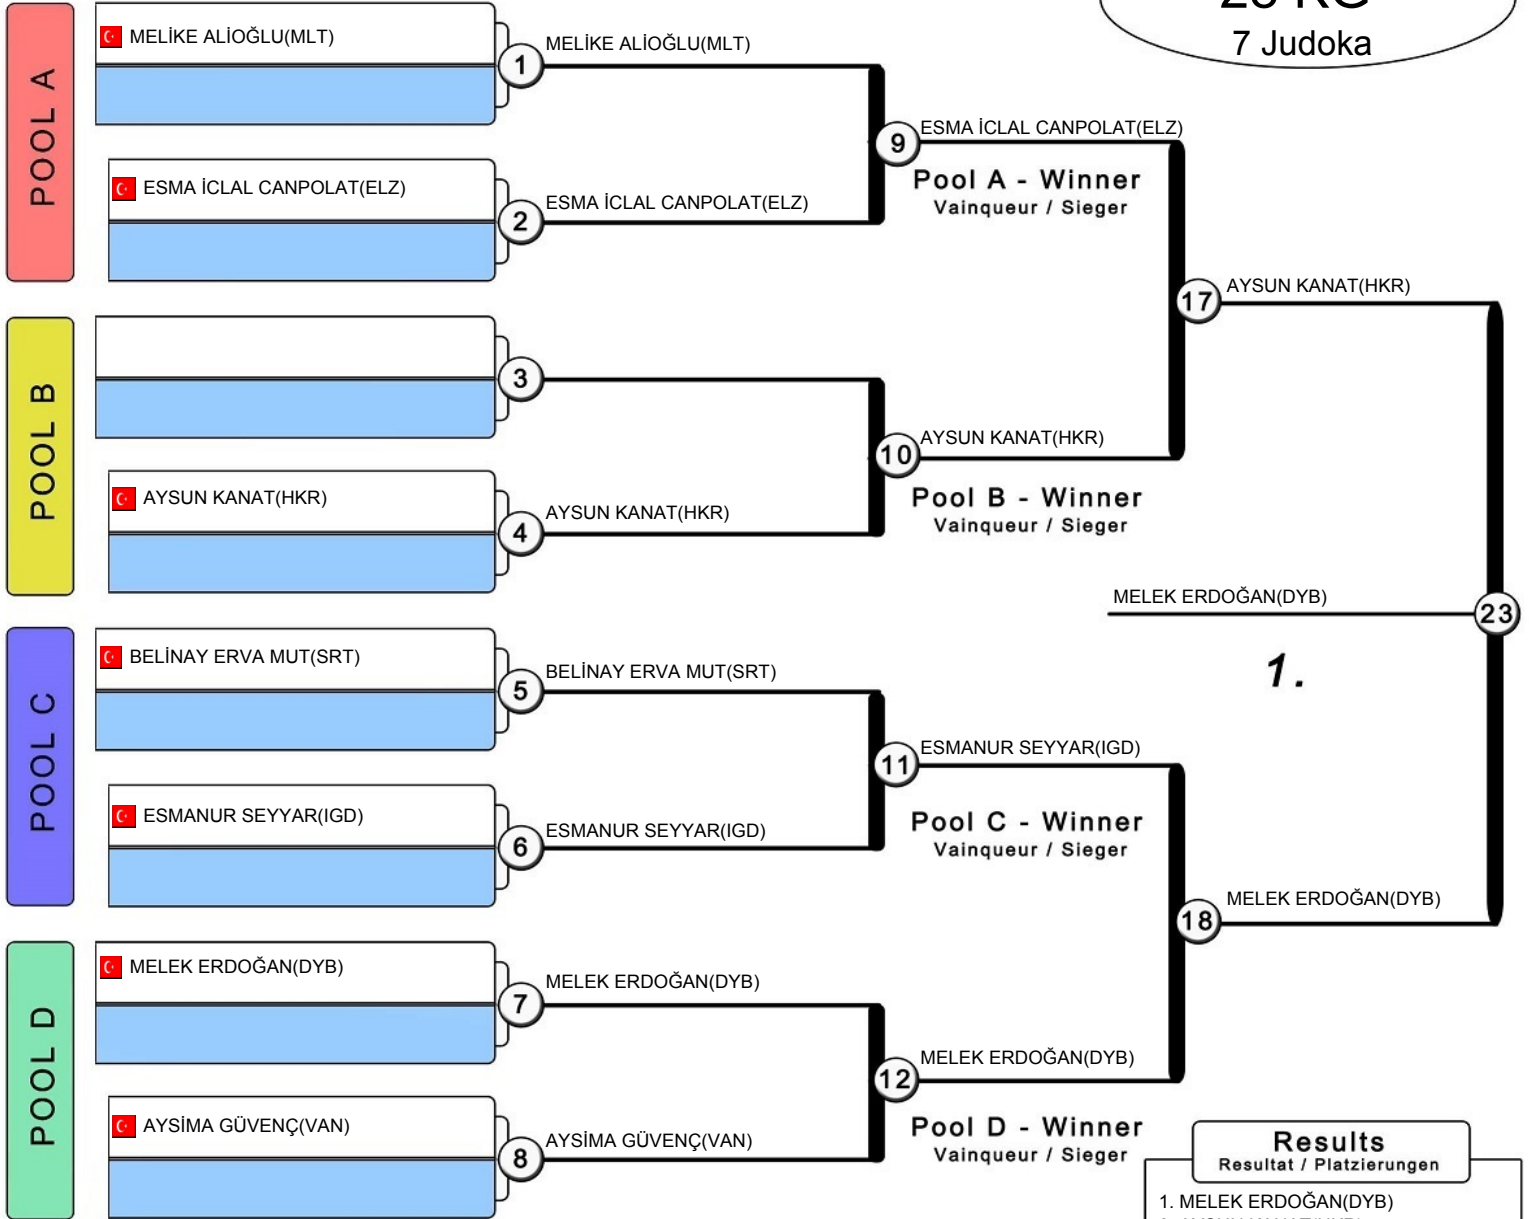 7 Judoka
POOL A
MELİKE ALİOĞLU(MLT)
1
MELİKE ALİOĞLU(MLT)
ESMA İCLAL CANPOLAT(ELZ)
2
ESMA İCLAL CANPOLAT(ELZ)
9
ESMA İCLAL CANPOLAT(ELZ)
Pool A - Winner
Vainqueur / Sieger
POOL B
3
AYSUN KANAT(HKR)
4
AYSUN KANAT(HKR)
10
AYSUN KANAT(HKR)
Pool B - Winner
Vainqueur / Sieger
17
AYSUN KANAT(HKR)
POOL C
BELİNAY ERVA MUT(SRT)
5
BELİNAY ERVA MUT(SRT)
ESMANUR SEYYAR(IGD)
6
ESMANUR SEYYAR(IGD)
11
ESMANUR SEYYAR(IGD)
Pool C - Winner
Vainqueur / Sieger
POOL D
MELEK ERDOĞAN(DYB)
7
MELEK ERDOĞAN(DYB)
AYSİMA GÜVENÇ(VAN)
8
AYSİMA GÜVENÇ(VAN)
12
MELEK ERDOĞAN(DYB)
Pool D - Winner
Vainqueur / Sieger
18
MELEK ERDOĞAN(DYB)
MELEK ERDOĞAN(DYB)
23
1.
Results
Resultat / Platzierungen
1. MELEK ERDOĞAN(DYB)